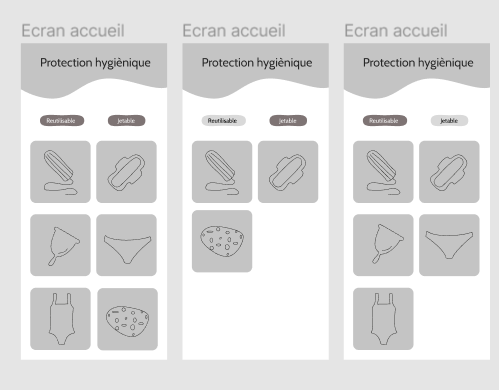 Ecran accueil
Protection hygiènique
Reutilisable
Jetable
Ecran accueil
Protection hygiènique
Reutilisable
Jetable
Ecran accueil
Protection hygiènique
Reutilisable
Jetable